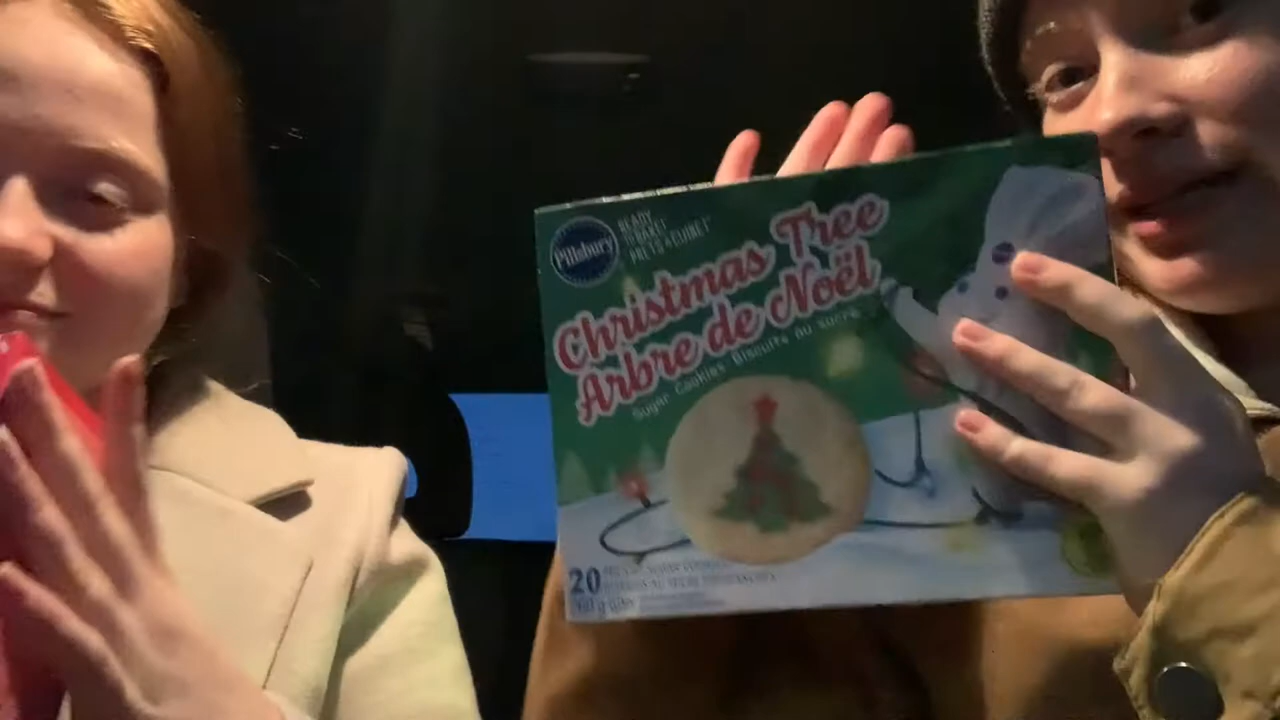 Pillsbury
READY
TO BAKE!
PRÊTS À CUIRE!
Christmas Tree
Arbre de Noël
Sugar Cookies Biscuits au sucre
20